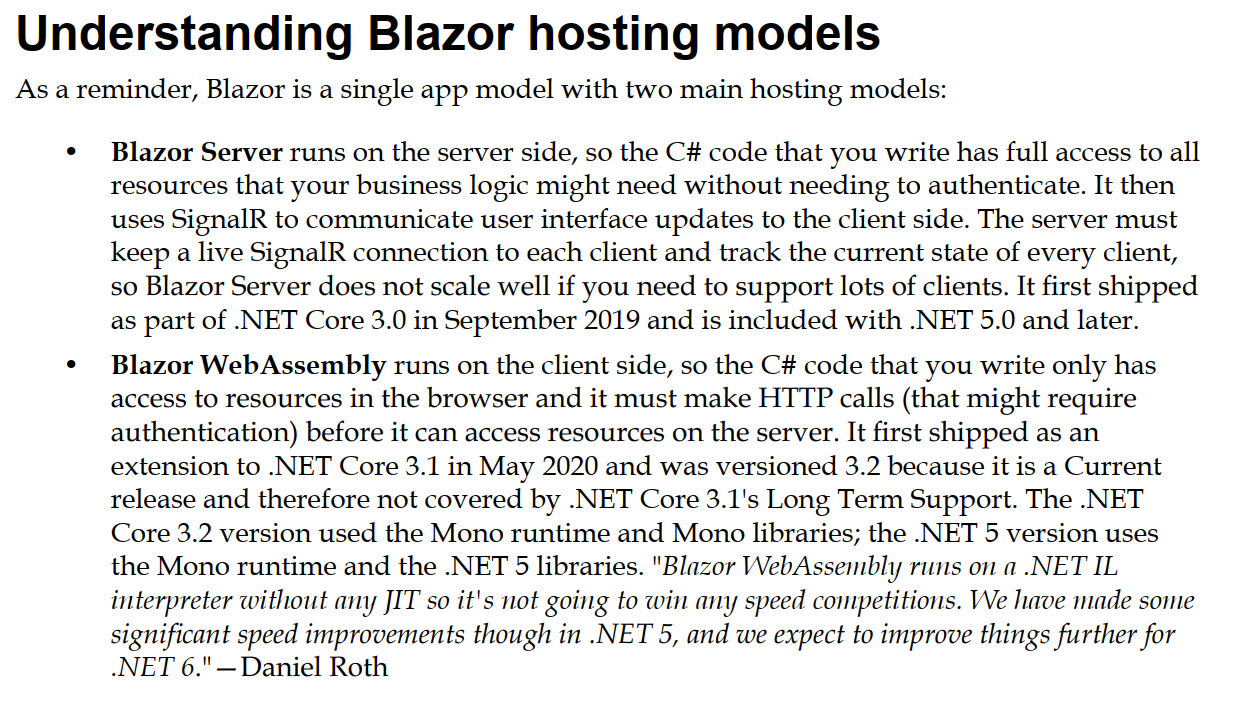 Understanding Blazor hosting models
As a reminder, Blazor is a single app model with two main hosting models:
• Blazor Server runs on the server side, so the C# code that you write has full access to all
resources that your business logic might need without needing to authenticate. It then
uses SignalR to communicate user interface updates to the client side. The server must
keep a live SignalR connection to each client and track the current state of every client,
so Blazor Server does not scale well if you need to support lots of clients. It first shipped
as part of .NET Core 3.0 in September 2019 and is included with .NET 5.0 and later.
• Blazor WebAssembly runs on the client side, so the C# code that you write only has
access to resources in the browser and it must make HTTP calls (that might require
authentication) before it can access resources on the server. It first shipped as an
extension to .NET Core 3.1 in May 2020 and was versioned 3.2 because it is a Current
release and therefore not covered by .NET Core 3.1's Long Term Support. The .NET
Core 3.2 version used the Mono runtime and Mono libraries; the .NET 5 version uses
the Mono runtime and the .NET 5 libraries. "Blazor WebAssembly runs on a .NET IL
interpreter without any JIT so it's not going to win any speed competitions. We have made some
significant speed improvements though in .NET 5, and we expect to improve things further for
.NET 6."—Daniel Roth